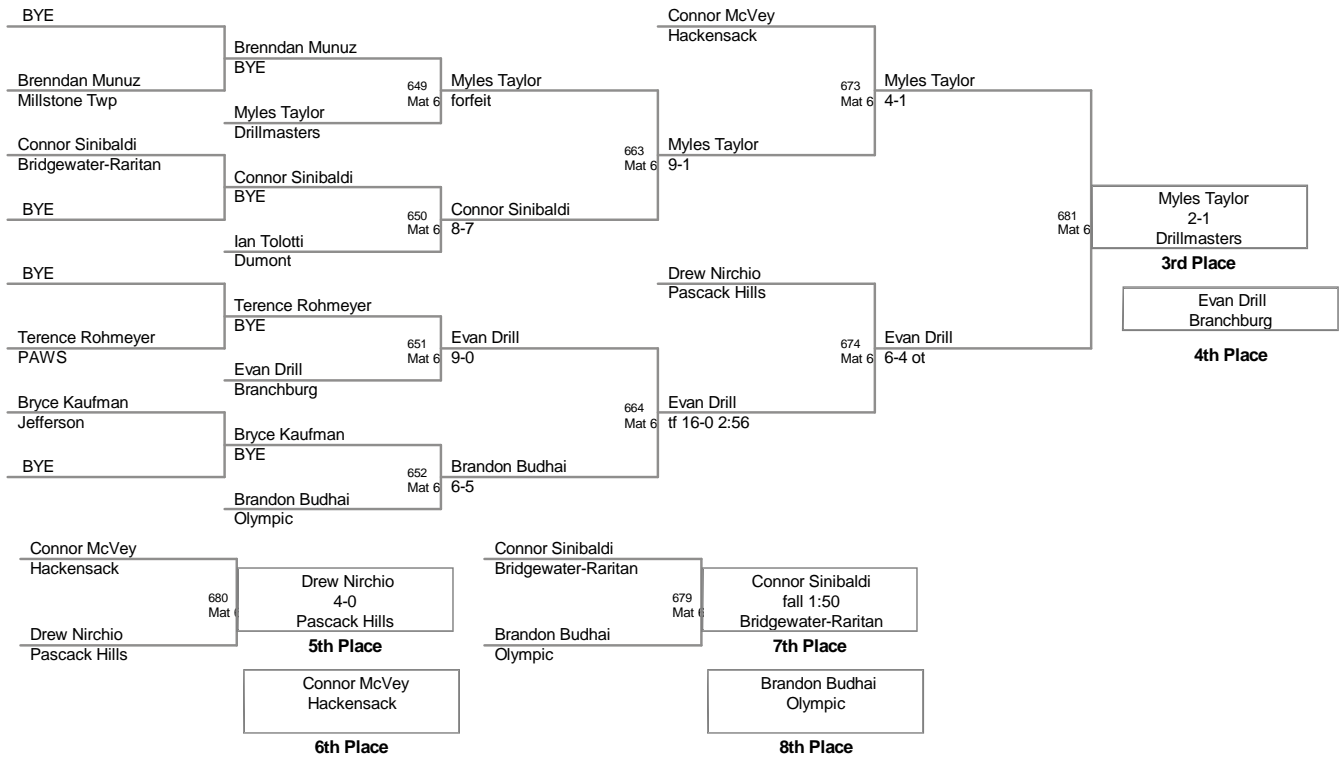 BYE
Brenndan Munuz
BYE
Brenndan Munuz
Millstone Twp
649
Mat 6
Myles Taylor
forfeit
Myles Taylor
Drillmasters
Connor Sinibaldi
Bridgewater-Raritan
Connor Sinibaldi
BYE
BYE
650
Mat 6
Connor Sinibaldi
8-7
Ian Tolotti
Dumont
663
Mat 6
Myles Taylor
9-1
Connor McVey
Hackensack
673
Mat 6
Myles Taylor
4-1
BYE
Terence Rohmeyer
BYE
Terence Rohmeyer
PAWS
651
Mat 6
Evan Drill
9-0
Evan Drill
Branchburg
Bryce Kaufman
Jefferson
Bryce Kaufman
BYE
BYE
652
Mat 6
Brandon Budhai
6-5
Brandon Budhai
Olympic
664
Mat 6
Evan Drill
tf 16-0 2:56
Drew Nirchio
Pascack Hills
674
Mat 6
Evan Drill
6-4 ot
681
Mat 6
Myles Taylor
2-1
Drillmasters
3rd Place
Evan Drill
Branchburg
4th Place
Connor McVey
Hackensack
680
Mat 6
Drew Nirchio
Pascack Hills
Drew Nirchio
4-0
Pascack Hills
5th Place
Connor McVey
Hackensack
6th Place
Connor Sinibaldi
Bridgewater-Raritan
679
Mat 6
Brandon Budhai
Olympic
Connor Sinibaldi
fall 1:50
Bridgewater-Raritan
7th Place
Brandon Budhai
Olympic
8th Place